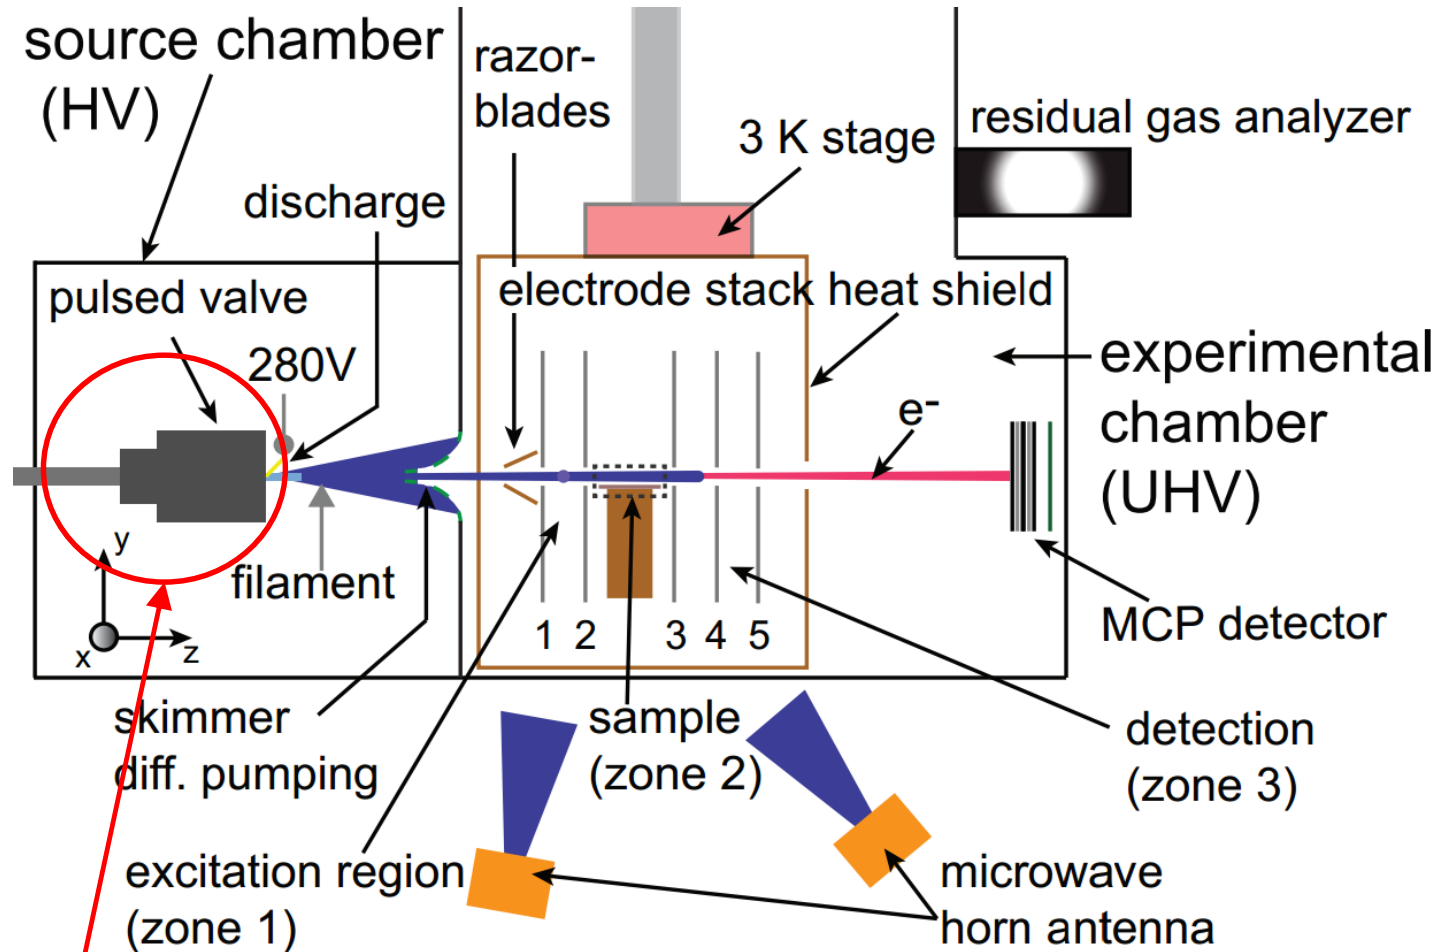 source chamber
(HV)
razor-
blades
3 K stage
residual gas analyzer
discharge
pulsed valve
electrode stack heat shield
280V
experimental
chamber
(UHV)
e-
y
filament
x
z
1 2 3 4 5
MCP detector
skimmer
diff. pumping
sample
(zone 2)
detection
(zone 3)
excitation region
(zone 1)
microwave
horn antenna